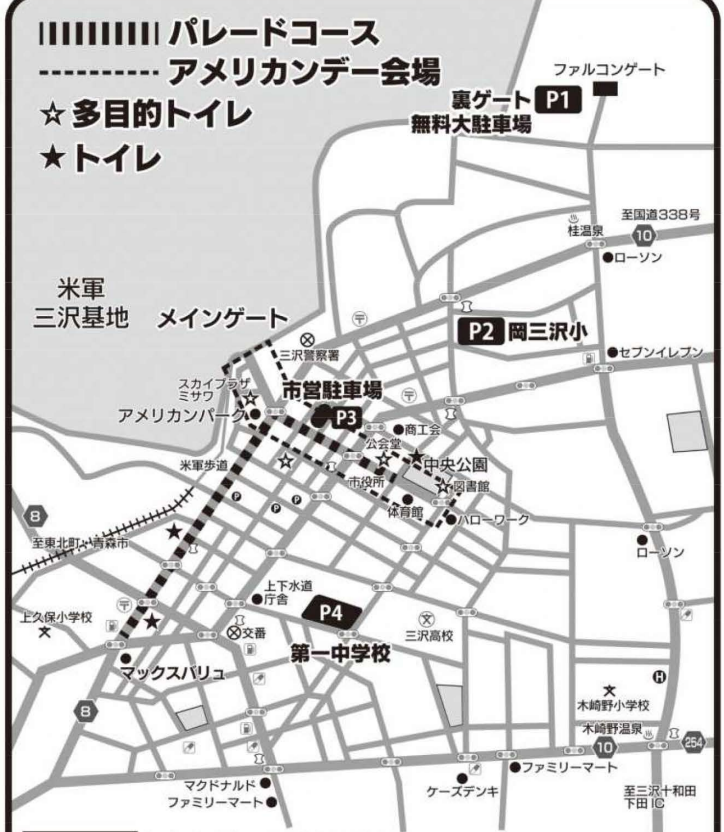 パレードコース
アメリカンデー会場
☆多目的トイレ
★トイレ
ファルコンゲート
裏ゲート P1
無料大駐車場
至国道338号
桂温泉
10
ローソン
米軍
三沢基地
メインゲート
三沢警察署
P2 岡三沢小
セブンイレブン
スカイプラザ
ミサワ
市営駐車場
アメリカンパーク
P3
商工会
公会堂
中央公園
米軍歩道
市役所
図書館
体育館
ハローワーク
8
至東北町・青森市
ローソン
上下水道
庁舎
P4
上久保小学校
交番
三沢高校
第一中学校
マックスバリュ
H
木崎野小学校
8
木崎野温泉
10
254
ファミリーマート
マクドナルド
ファミリーマート
ケーズデンキ
至三沢十和田
下田IC